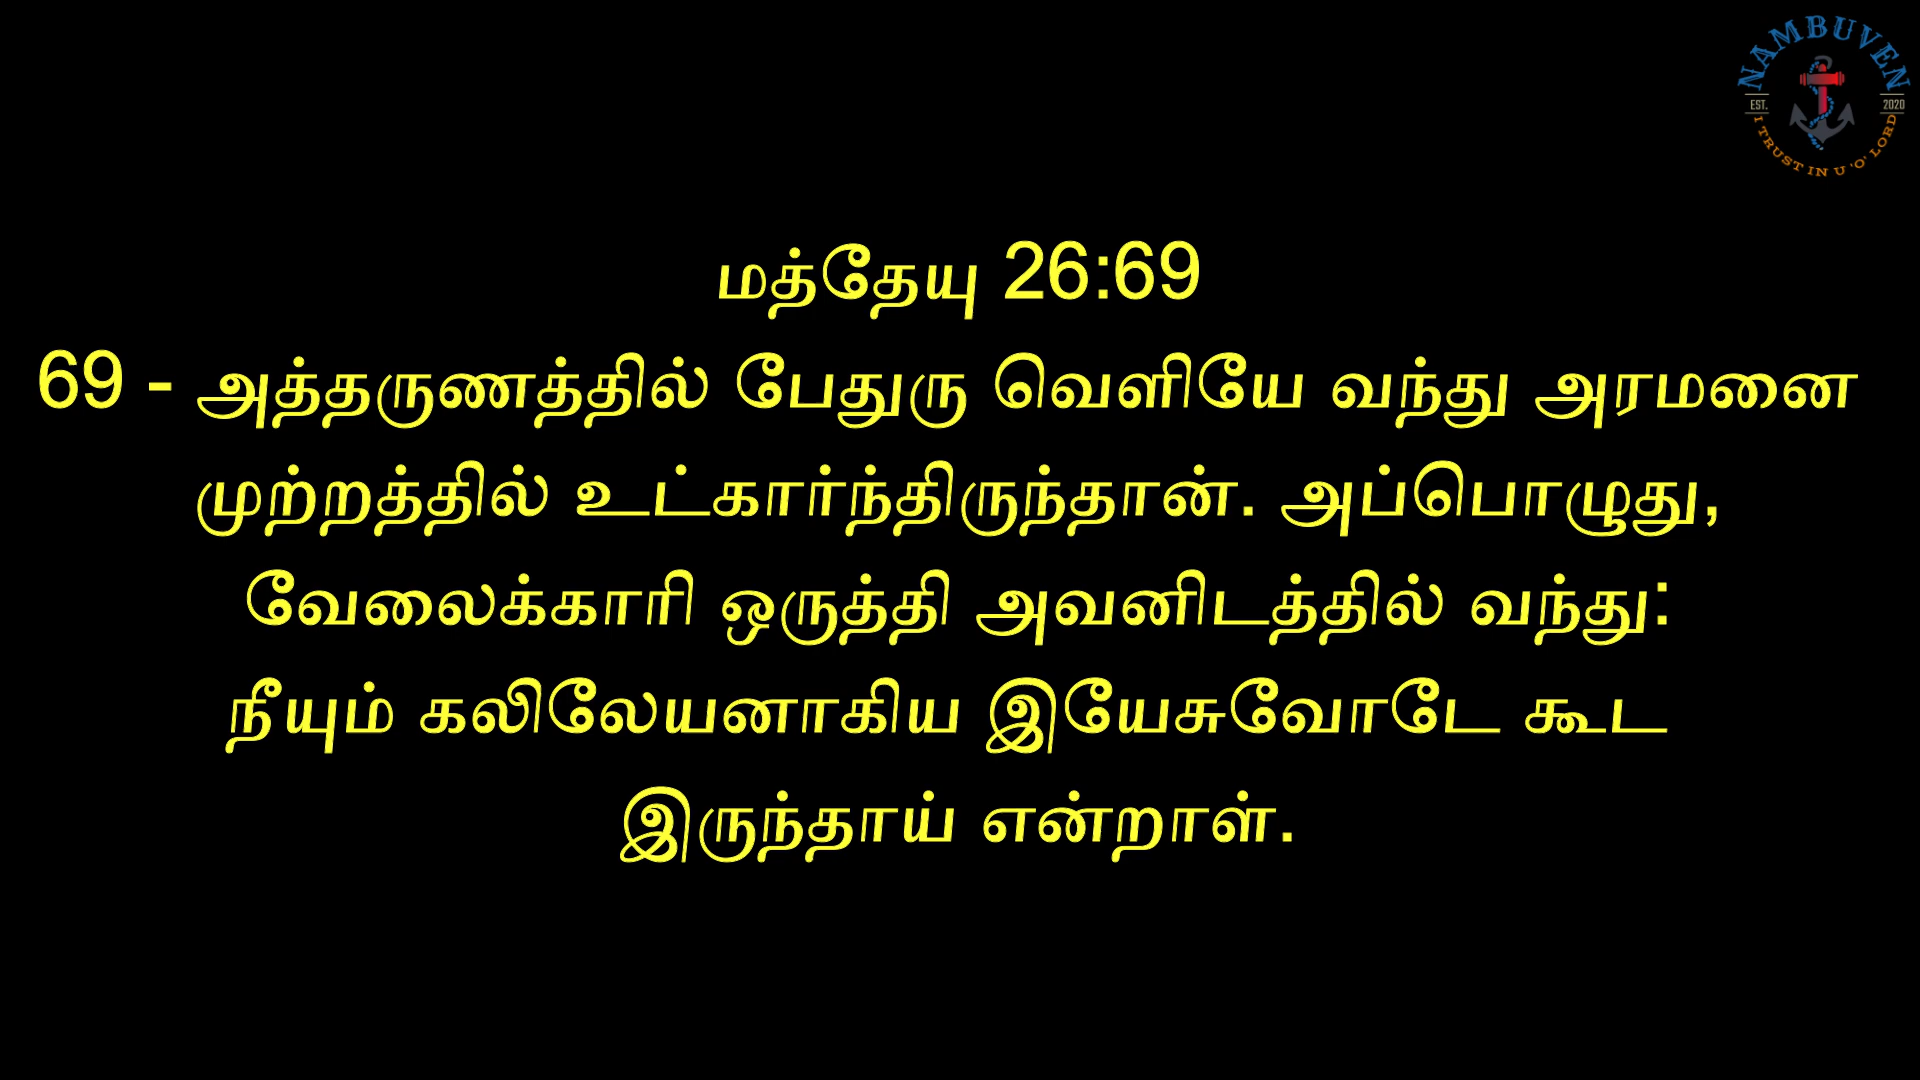 NAMBUVEN
EST. 2020
I TRUST IN U 'O' LORD
மத்தேயு 26:69
69 - அத்தருணத்தில் பேதுரு வெளியே வந்து அரமனை
முற்றத்தில் உட்கார்ந்திருந்தான். அப்பொழுது,
வேலைக்காரி ஒருத்தி அவனிடத்தில் வந்து:
நீயும் கலிலேயனாகிய இயேசுவோடே கூட
இருந்தாய் என்றாள்.